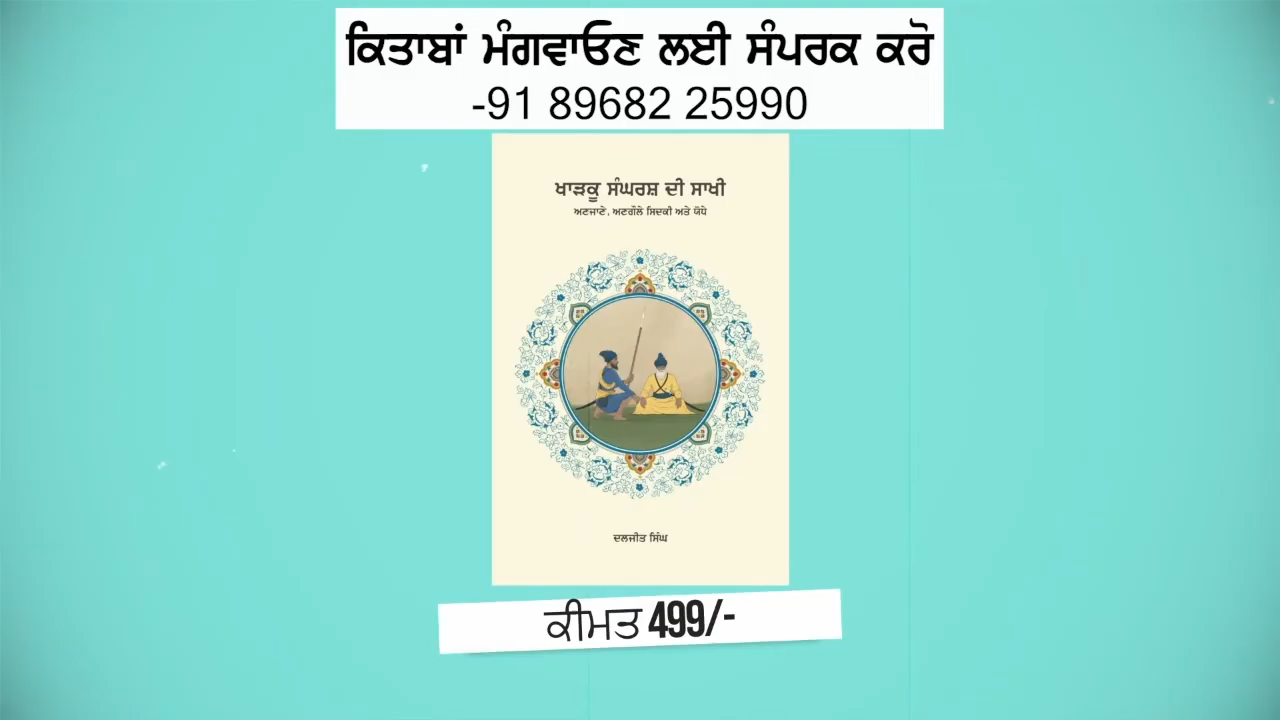 ਕਿਤਾਬਾਂ ਮੰਗਵਾਓਣ ਲਈ ਸੰਪਰਕ ਕਰੋ
-91 89682 25990
ਖਾੜਕੂ ਸੰਘਰਸ਼ ਦੀ ਸਾਖੀ
ਅਣਜਾਣੇ, ਅਣਗੌਲੇ ਸਿਦਕੀ ਅਤੇ ਯੋਧੇ
ਦਲਜੀਤ ਸਿੰਘ
ਕੀਮਤ 499/-